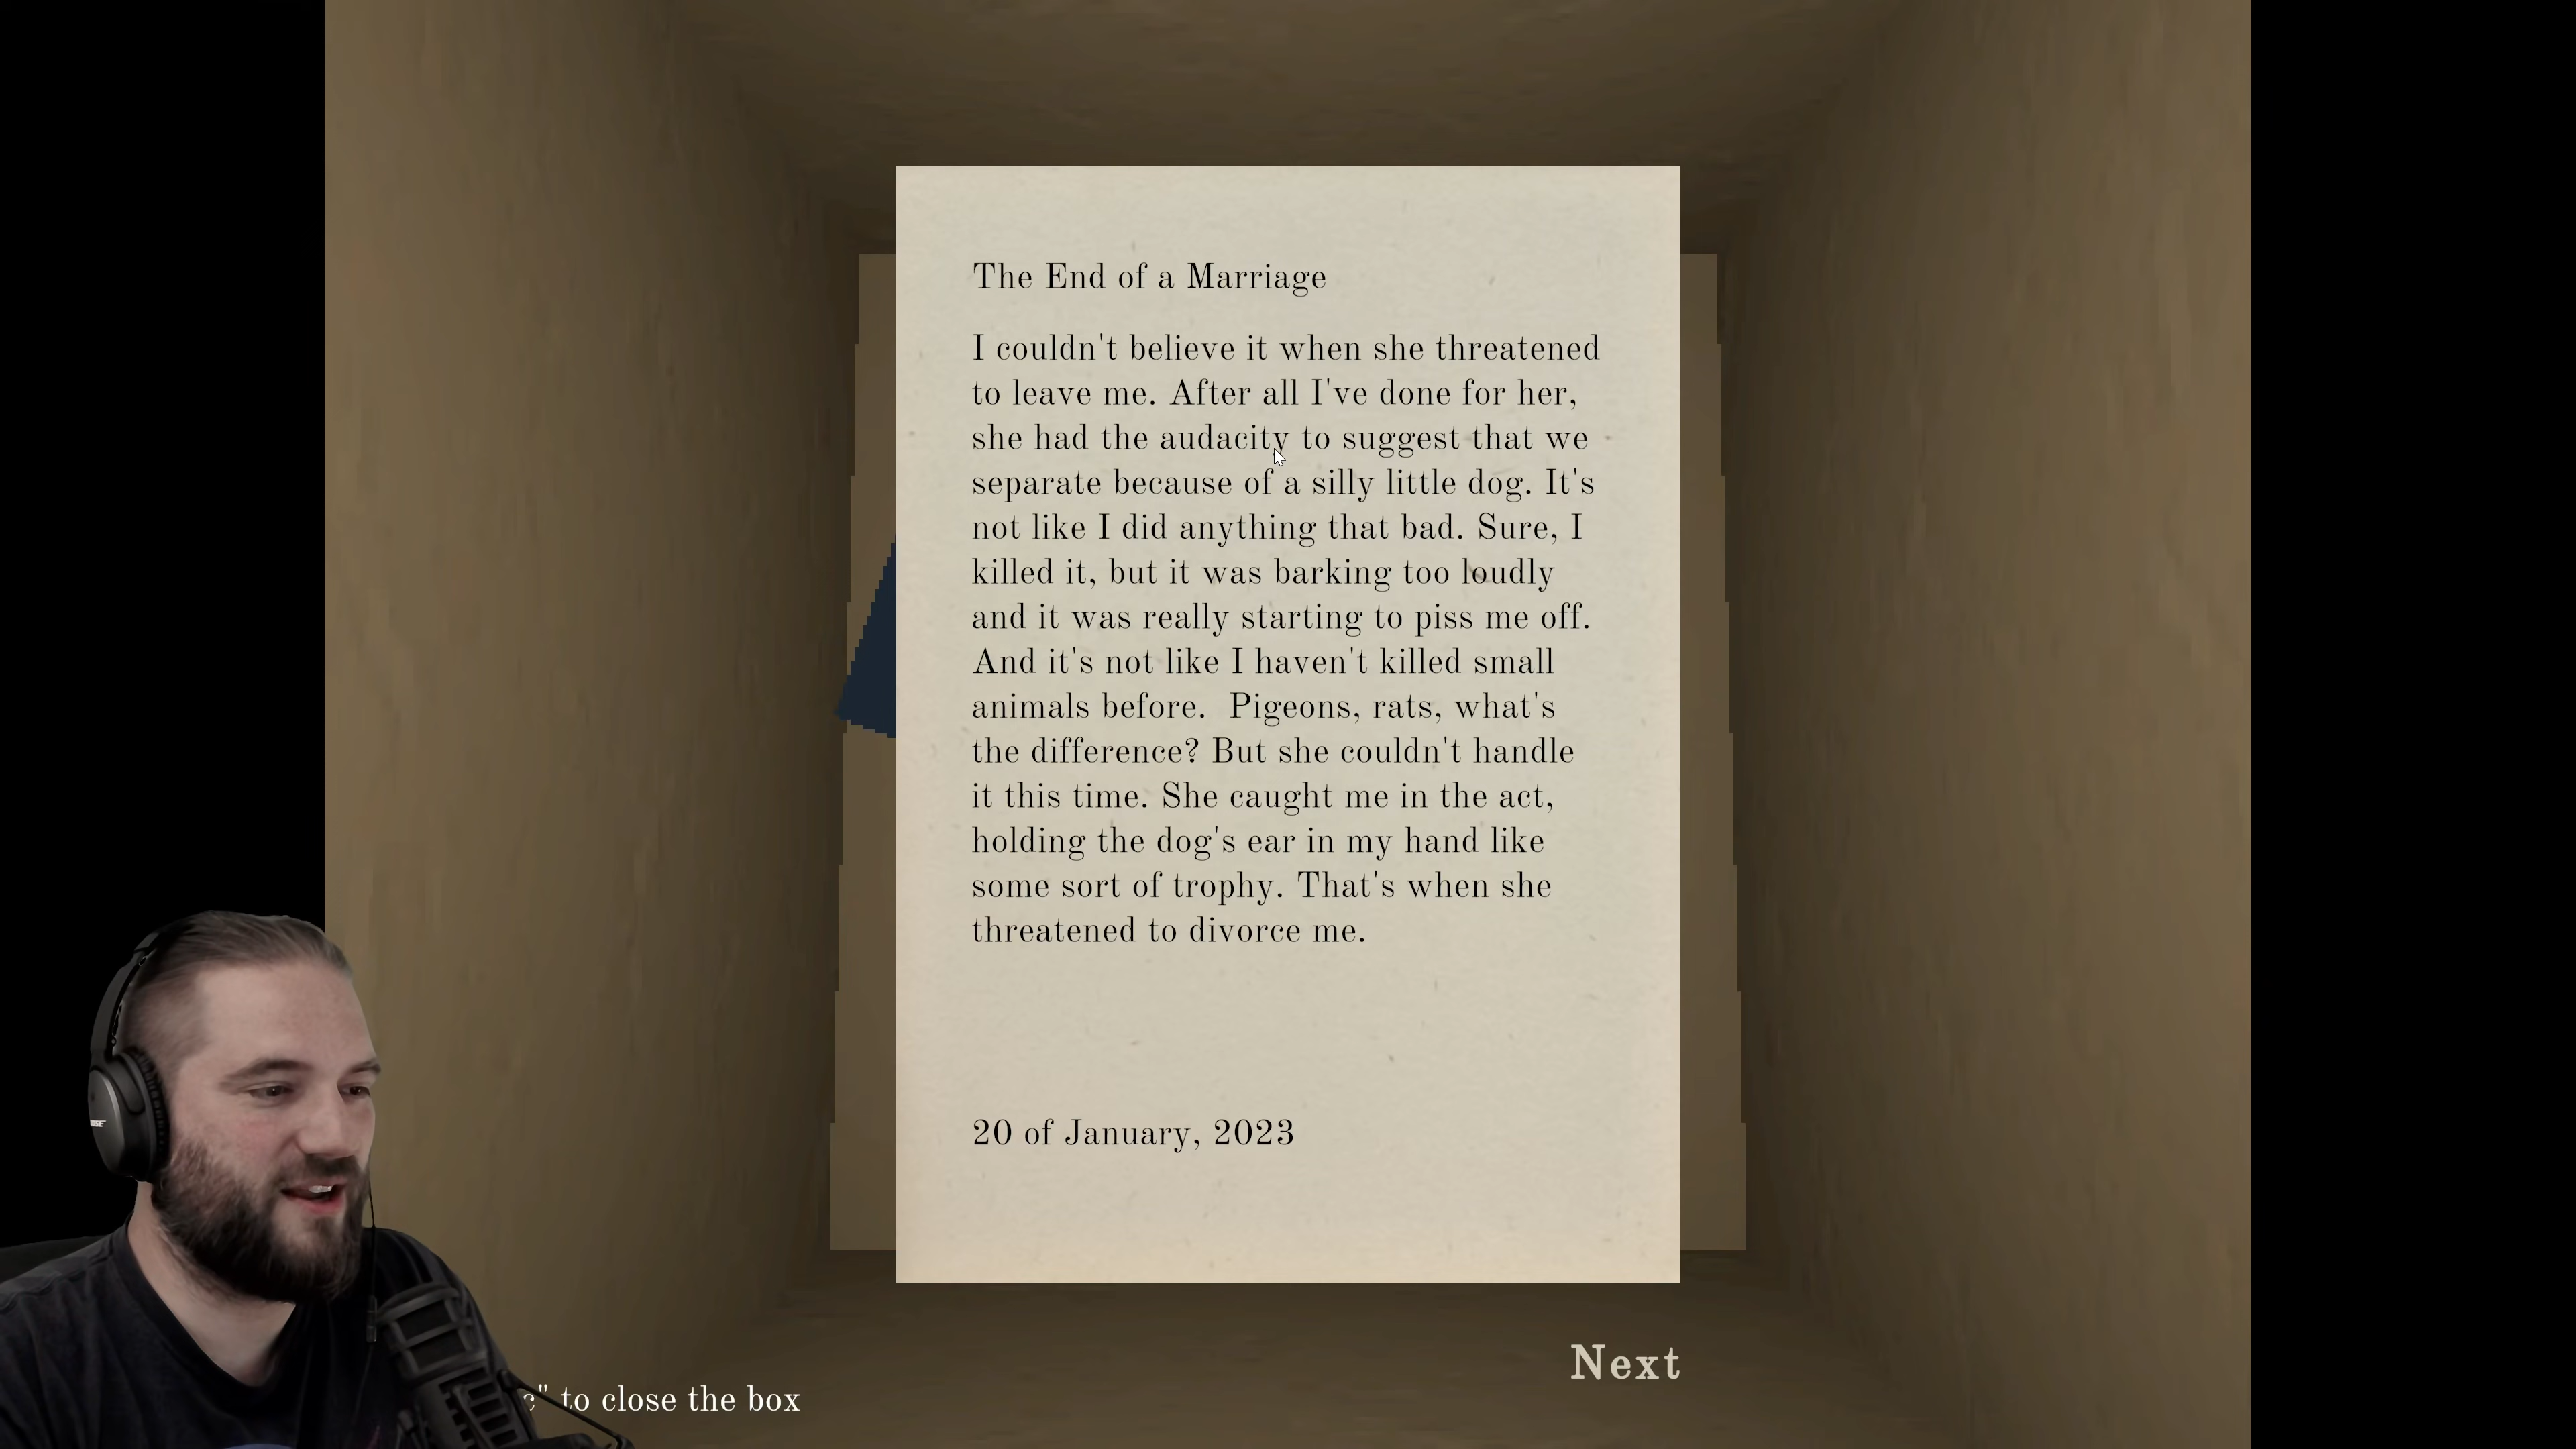 The End of a Marriage
I couldn't believe it when she threatened
to leave me. After all I've done for her,
she had the audacity to suggest that we
separate because of a silly little dog. It's
not like I did anything that bad. Sure, I
killed it, but it was barking too loudly
and it was really starting to piss me off.
And it's not like I haven't killed small
animals before.  Pigeons, rats, what's
the difference? But she couldn't handle
it this time. She caught me in the act,
holding the dog's ear in my hand like
some sort of trophy. That's when she
threatened to divorce me.
20 of January, 2023
Next
" to close the box